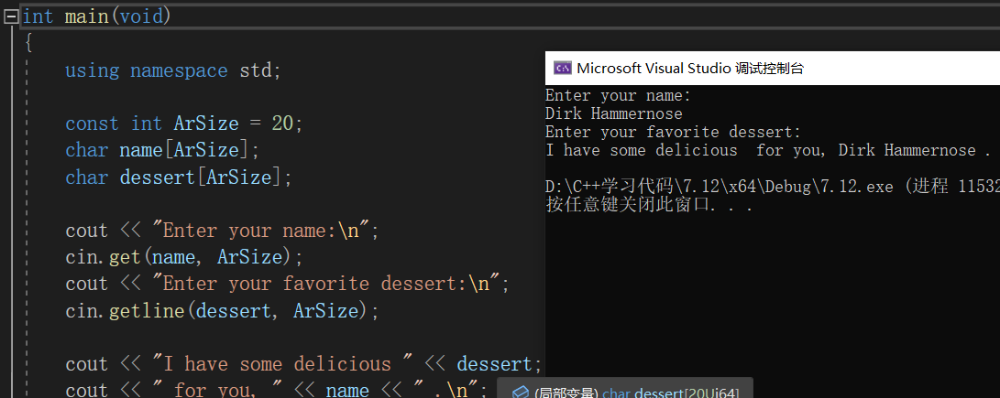 int main(void)
{
using namespace std;
const int ArSize = 20;
char name[ArSize];
char dessert[ArSize];
cout << "Enter your name:\n";
cin.get(name, ArSize);
cout << "Enter your favorite dessert:\n";
cin.getline(dessert, ArSize);
cout << "I have some delicious " << dessert;
cout << " for you, " << name << " .\n";
Microsoft Visual Studio 调试控制台
Enter your name:
Dirk Hammernose
Enter your favorite dessert:
I have some delicious  for you, Dirk Hammernose .
D:\C++学习代码\7.12\x64\Debug\7.12.exe (进程 11532
按任意键关闭此窗口. . .
(局部变量) char dessert[20Ui64]